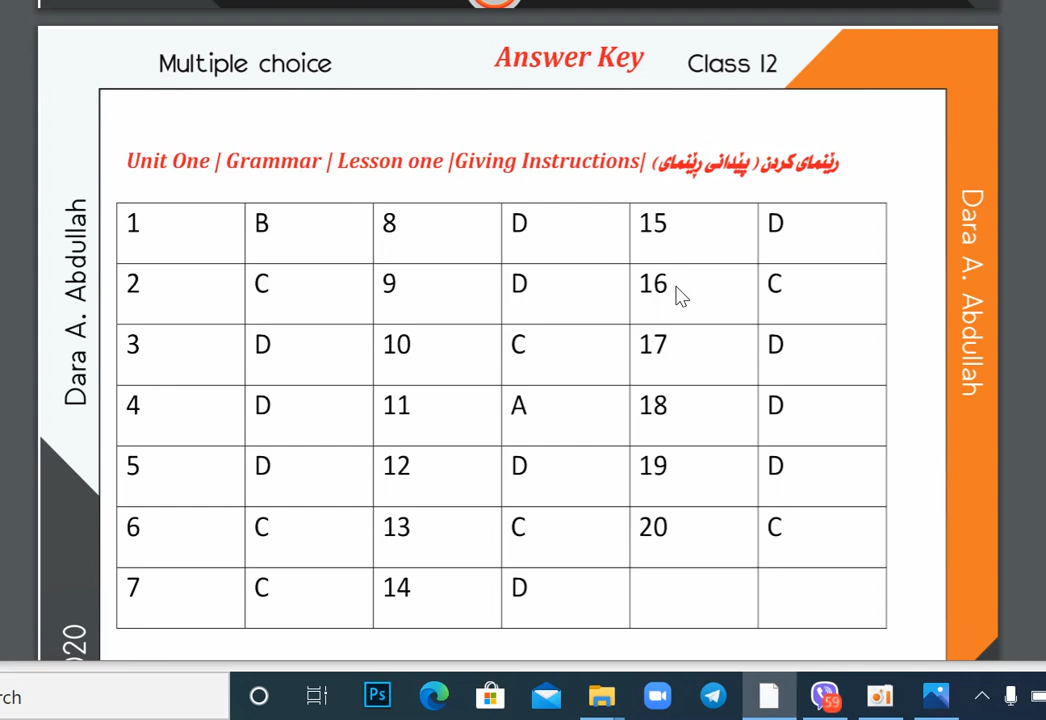 Multiple choice Answer Key Class 12
Unit One | Grammar | Lesson one |Giving Instructions| رێنمای کردن ( پێدانی رێنمای)
1 B 8 D 15 D
2 C 9 D 16 C
3 D 10 C 17 D
4 D 11 A 18 D
5 D 12 D 19 D
6 C 13 C 20 C
7 C 14 D
Dara A. Abdullah
Dara A. Abdullah
020
rch
Ps
59